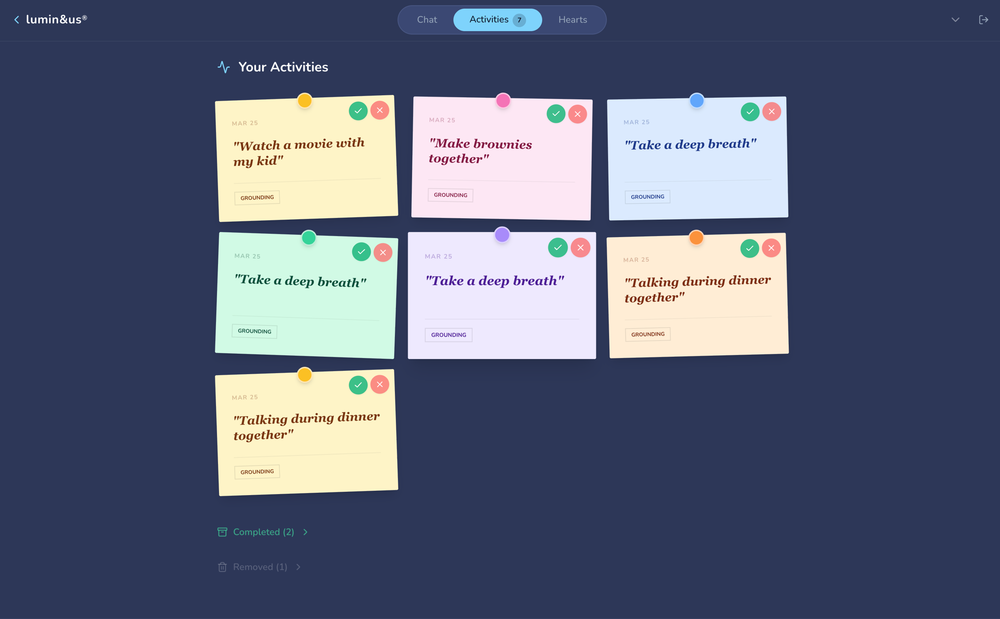 lumin&us®
Chat
Activities 7
Hearts
Your Activities
MAR 25
"Watch a movie with
my kid"
GROUNDING
MAR 25
"Make brownies
together"
GROUNDING
MAR 25
"Take a deep breath"
GROUNDING
MAR 25
"Take a deep breath"
GROUNDING
MAR 25
"Take a deep breath"
GROUNDING
MAR 25
"Talking during dinner
together"
GROUNDING
MAR 25
"Talking during dinner
together"
GROUNDING
Completed (2)
Removed (1)